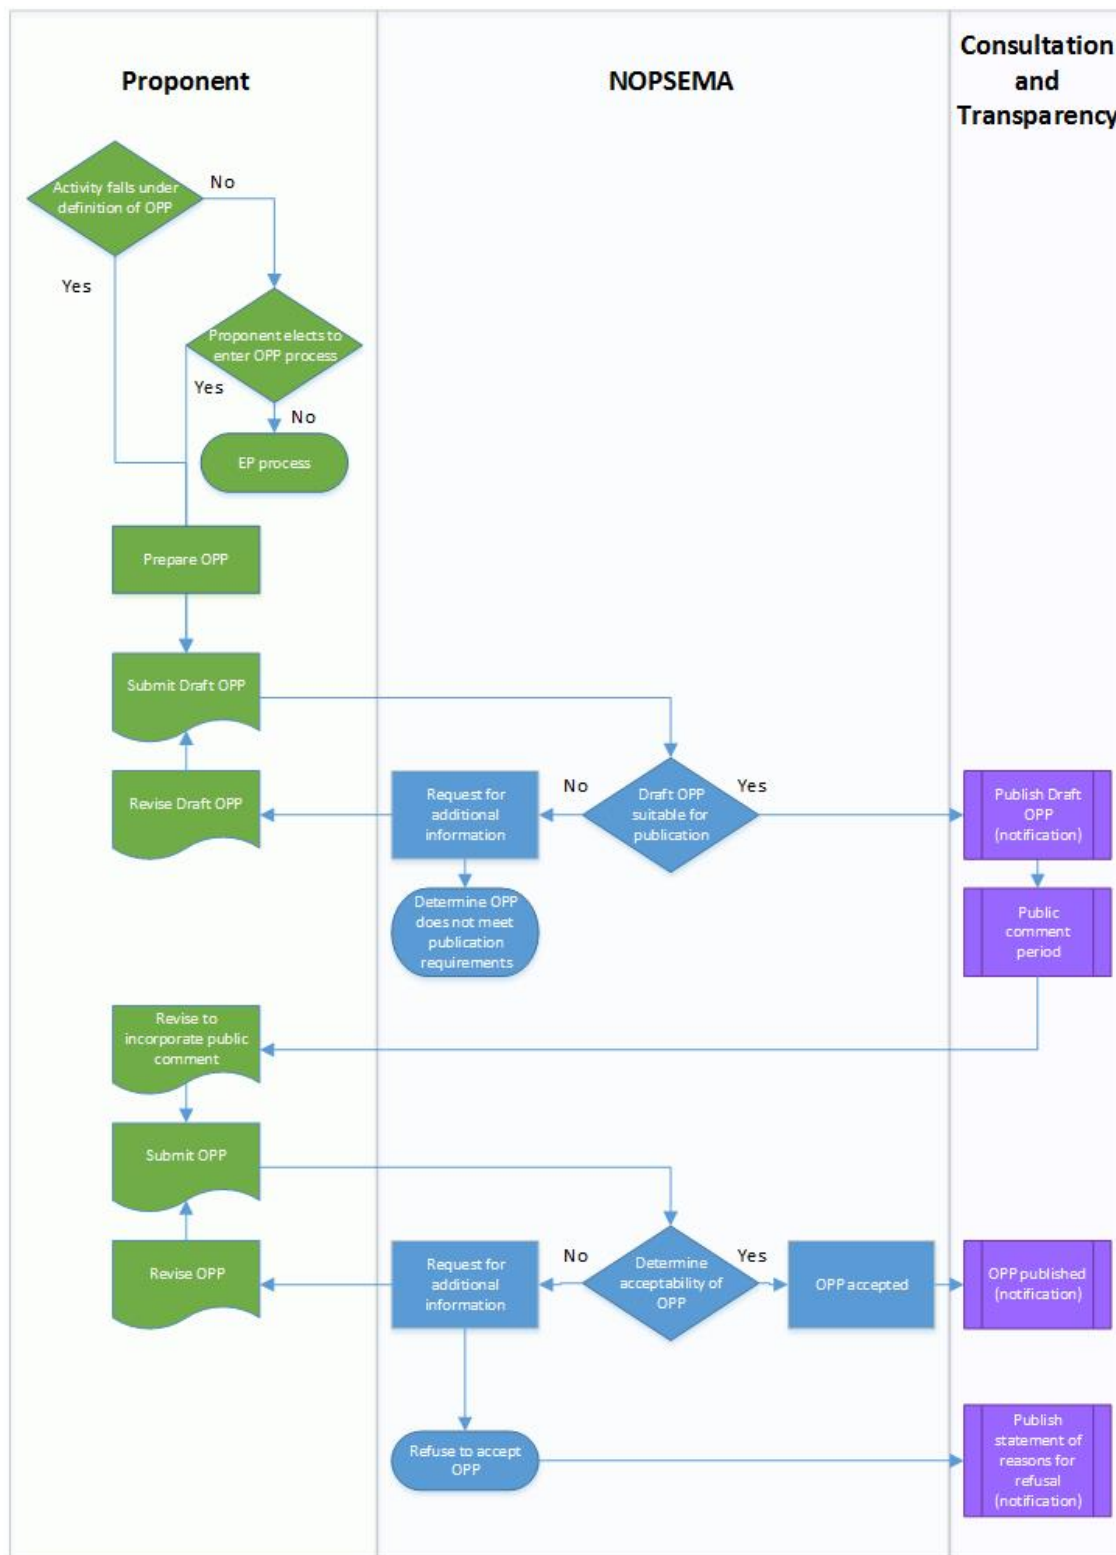 Proponent
NOPSEMA
Consultation
and
Transparency
Activity falls under
definition of OPP
No
Yes
Proponent elects to
enter OPP process
Yes
No
EP process
Prepare OPP
Submit Draft OPP
Revise Draft OPP
Request for
additional
information
No
Draft OPP
suitable for
publication
Yes
Publish Draft
OPP
(notification)
Determine OPP
does not meet
publication
requirements
Public
comment
period
Revise to
incorporate public
comment
Submit OPP
Revise OPP
Request for
additional
information
No
Determine
acceptability of
OPP
Yes
OPP accepted
OPP published
(notification)
Refuse to accept
OPP
Publish
statement of
reasons for
refusal
(notification)